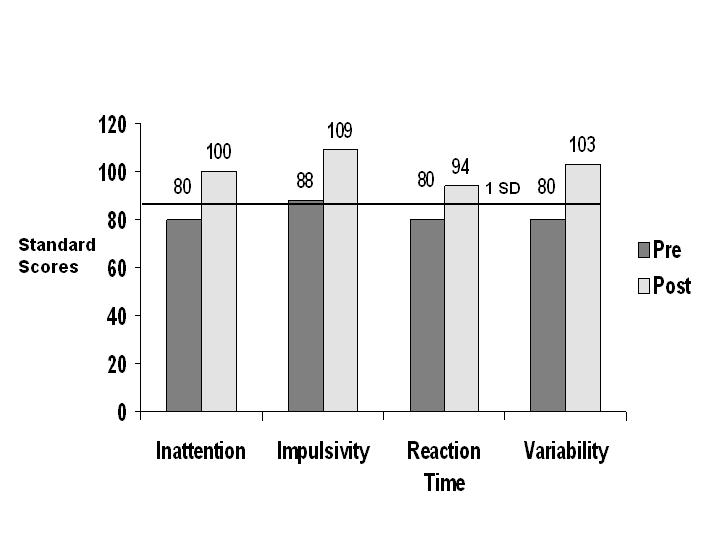 120
100
80
60
40
20
0
Standard
Scores
80
100
88
109
80
94
1 SD
80
103
Inattention
Impulsivity
Reaction
Time
Variability
Pre
Post